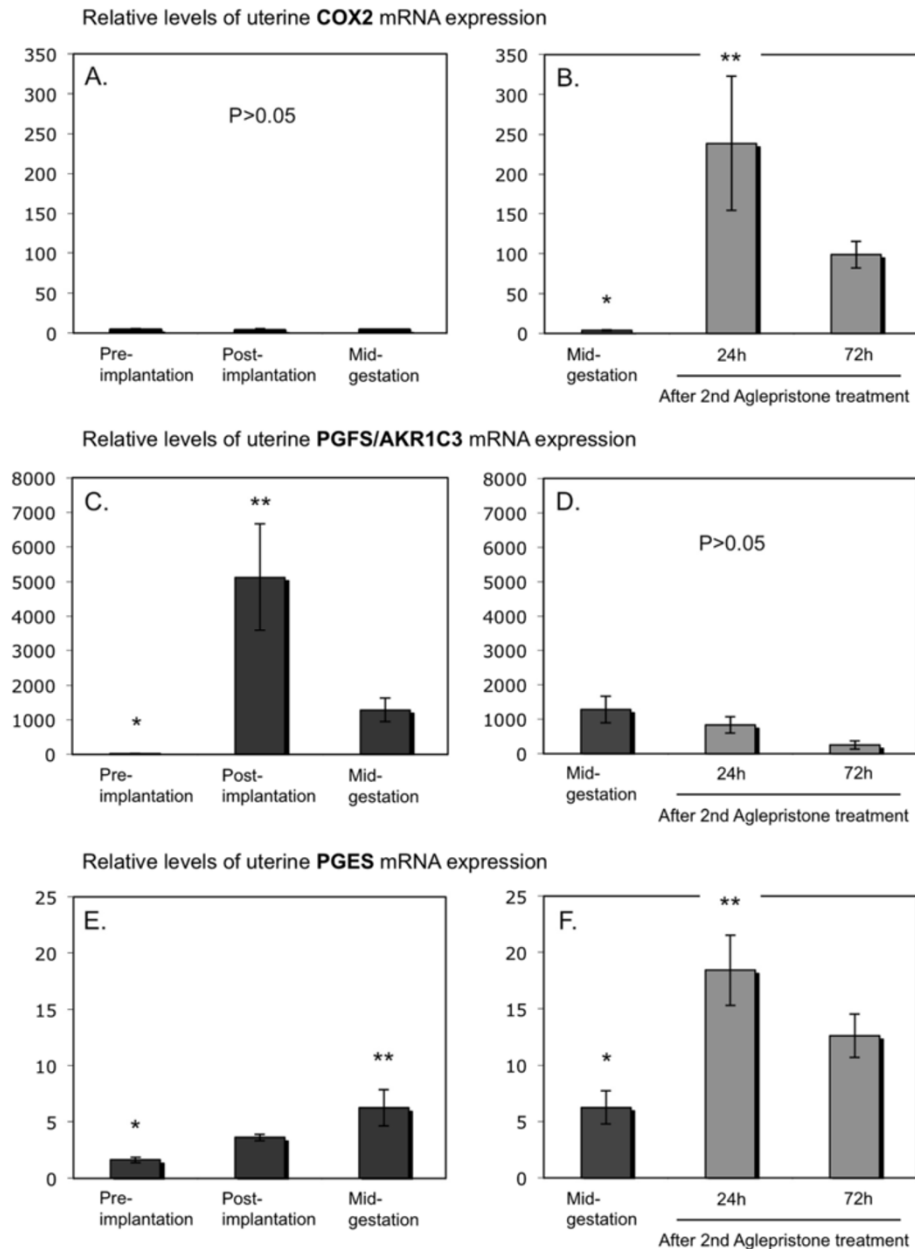 Relative levels of uterine COX2 mRNA expression
A.
P>0.05
350
300
250
200
150
100
50
0
Pre-
implantation
Post-
implantation
Mid-
gestation
B.
**
*
350
300
250
200
150
100
50
0
Mid-
gestation
24h
72h
After 2nd Aglepristone treatment
Relative levels of uterine PGFS/AKR1C3 mRNA expression
C.
**
*
8000
7000
6000
5000
4000
3000
2000
1000
0
Pre-
implantation
Post-
implantation
Mid-
gestation
D.
P>0.05
8000
7000
6000
5000
4000
3000
2000
1000
0
Mid-
gestation
24h
72h
After 2nd Aglepristone treatment
Relative levels of uterine PGES mRNA expression
E.
**
*
25
20
15
10
5
0
Pre-
implantation
Post-
implantation
Mid-
gestation
F.
**
*
25
20
15
10
5
0
Mid-
gestation
24h
72h
After 2nd Aglepristone treatment